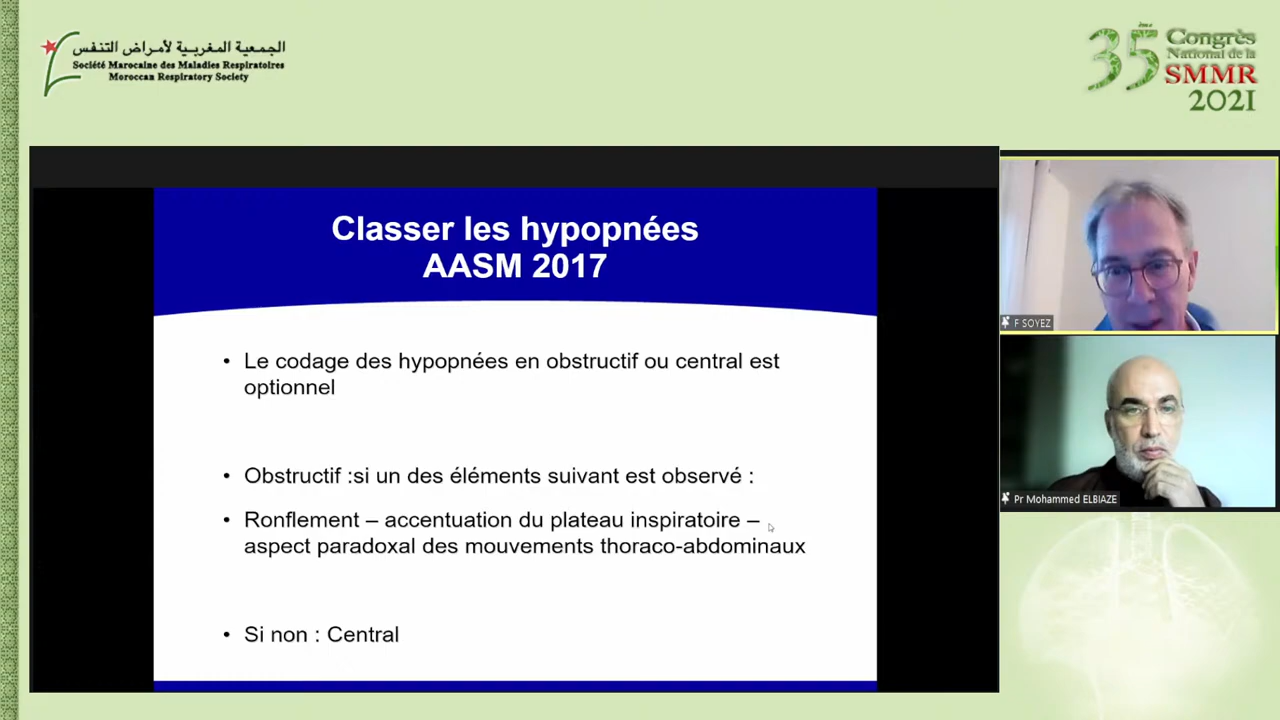 الجمعية المغربية لأمراض التنفس
Société Marocaine des Maladies Respiratoires
Moroccan Respiratory Society
35ème Congrès
National de la
SMMR
2021
Classer les hypopnées
AASM 2017
• Le codage des hypopnées en obstructif ou central est
optionnel
• Obstructif :si un des éléments suivant est observé :
• Ronflement – accentuation du plateau inspiratoire –
aspect paradoxal des mouvements thoraco-abdominaux
• Si non : Central
F SOYEZ
Pr Mohammed ELBIAZE